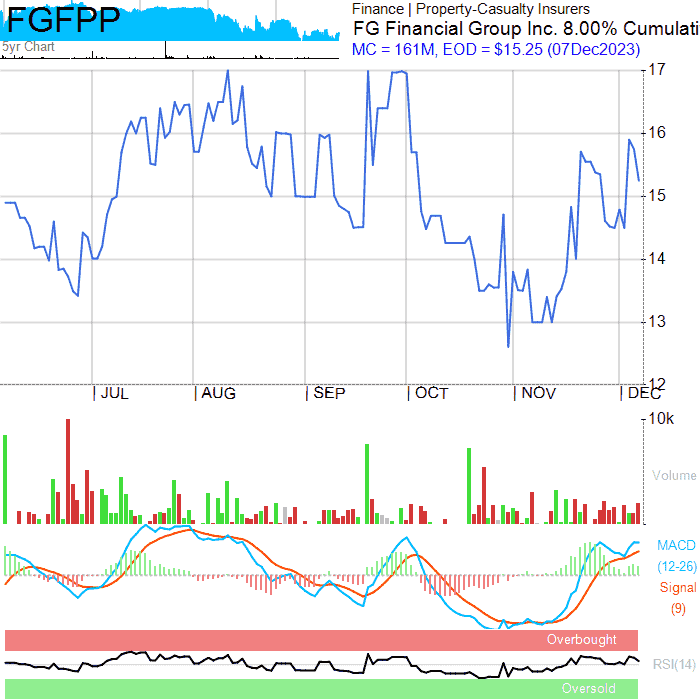 FGFPP
5yr Chart
Finance | Property-Casualty Insurers
FG Financial Group Inc. 8.00% Cumulati
MC = 161M, EOD = $15.25 (07Dec2023)
17
16
15
14
13
12
JUL AUG SEP OCT NOV DEC
10k
Volume
MACD
(12-26)
Signal
(9)
Overbought
RSI(14)
Oversold